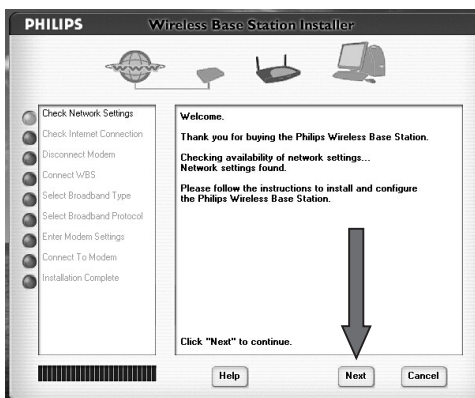 PHILIPS Wireless Base Station Installer
www
Check Network Settings
Check Internet Connection
Disconnect Modem
Connect WBS
Select Broadband Type
Select Broadband Protocol
Enter Modem Settings
Connect To Modem
Installation Complete
Welcome.
Thank you for buying the Philips Wireless Base Station.
Checking availability of network settings...
Network settings found.
Please follow the instructions to install and configure
the Philips Wireless Base Station.
Click "Next" to continue.
Help Next Cancel